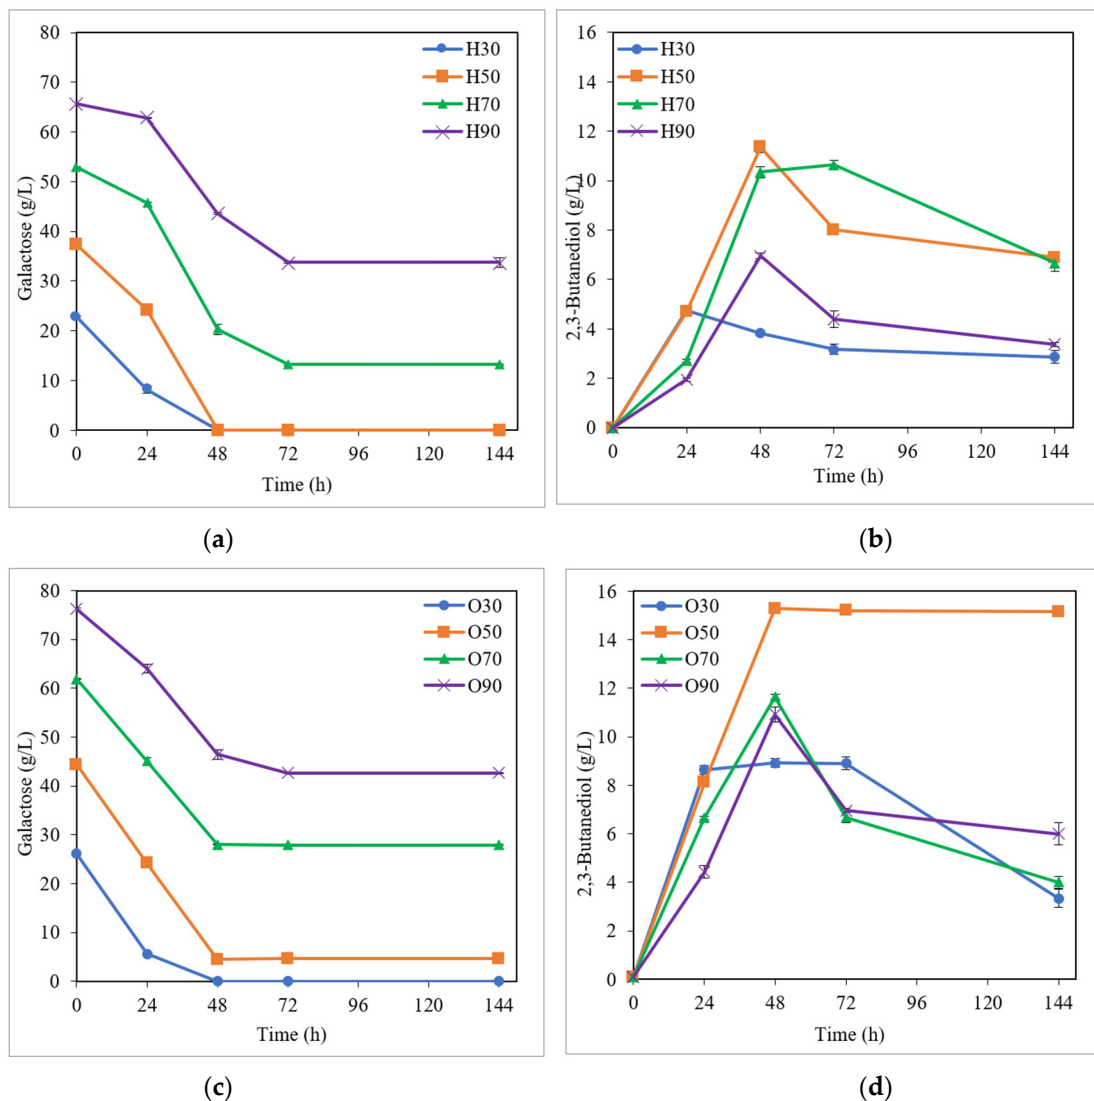 80
70
60
50
40
30
20
10
0
Galactose (g/L)
H30
H50
H70
H90
0 24 48 72 96 120 144
Time (h)
(a)
16
14
12
10
8
6
4
2
0
2,3-Butanediol (g/L)
H30
H50
H70
H90
0 24 48 72 96 120 144
Time (h)
(b)
80
70
60
50
40
30
20
10
0
Galactose (g/L)
O30
O50
O70
O90
0 24 48 72 96 120 144
Time (h)
(c)
16
14
12
10
8
6
4
2
0
2,3-Butanediol (g/L)
O30
O50
O70
O90
0 24 48 72 96 120 144
Time (h)
(d)